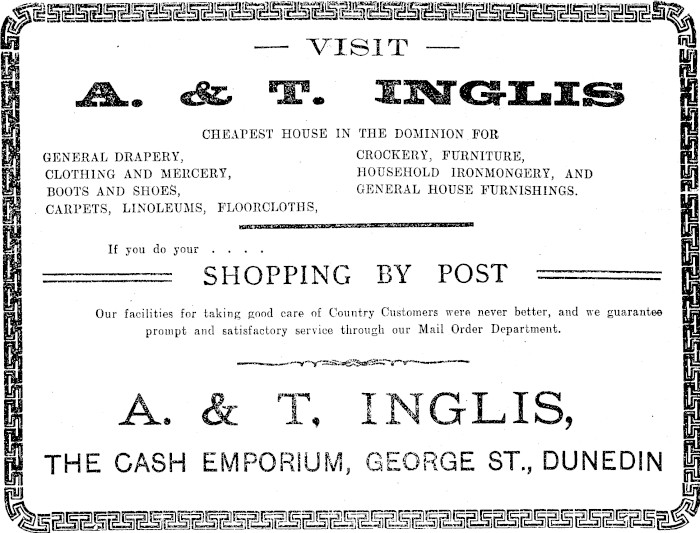 — VISIT —
A. & T. INGLIS
CHEAPEST HOUSE IN THE DOMINION FOR
GENERAL DRAPERY,
CLOTHING AND MERCERY,
BOOTS AND SHOES,
CARPETS, LINOLEUMS, FLOORCLOTHS,
CROCKERY, FURNITURE,
HOUSEHOLD IRONMONGERY, AND
GENERAL HOUSE FURNISHINGS.
If you do your . . . .
SHOPPING BY POST
Our facilities for taking good care of Country Customers were never better, and we guarantee
prompt and satisfactory service through our Mail Order Department.
A. & T. INGLIS,
THE CASH EMPORIUM, GEORGE ST., DUNEDIN